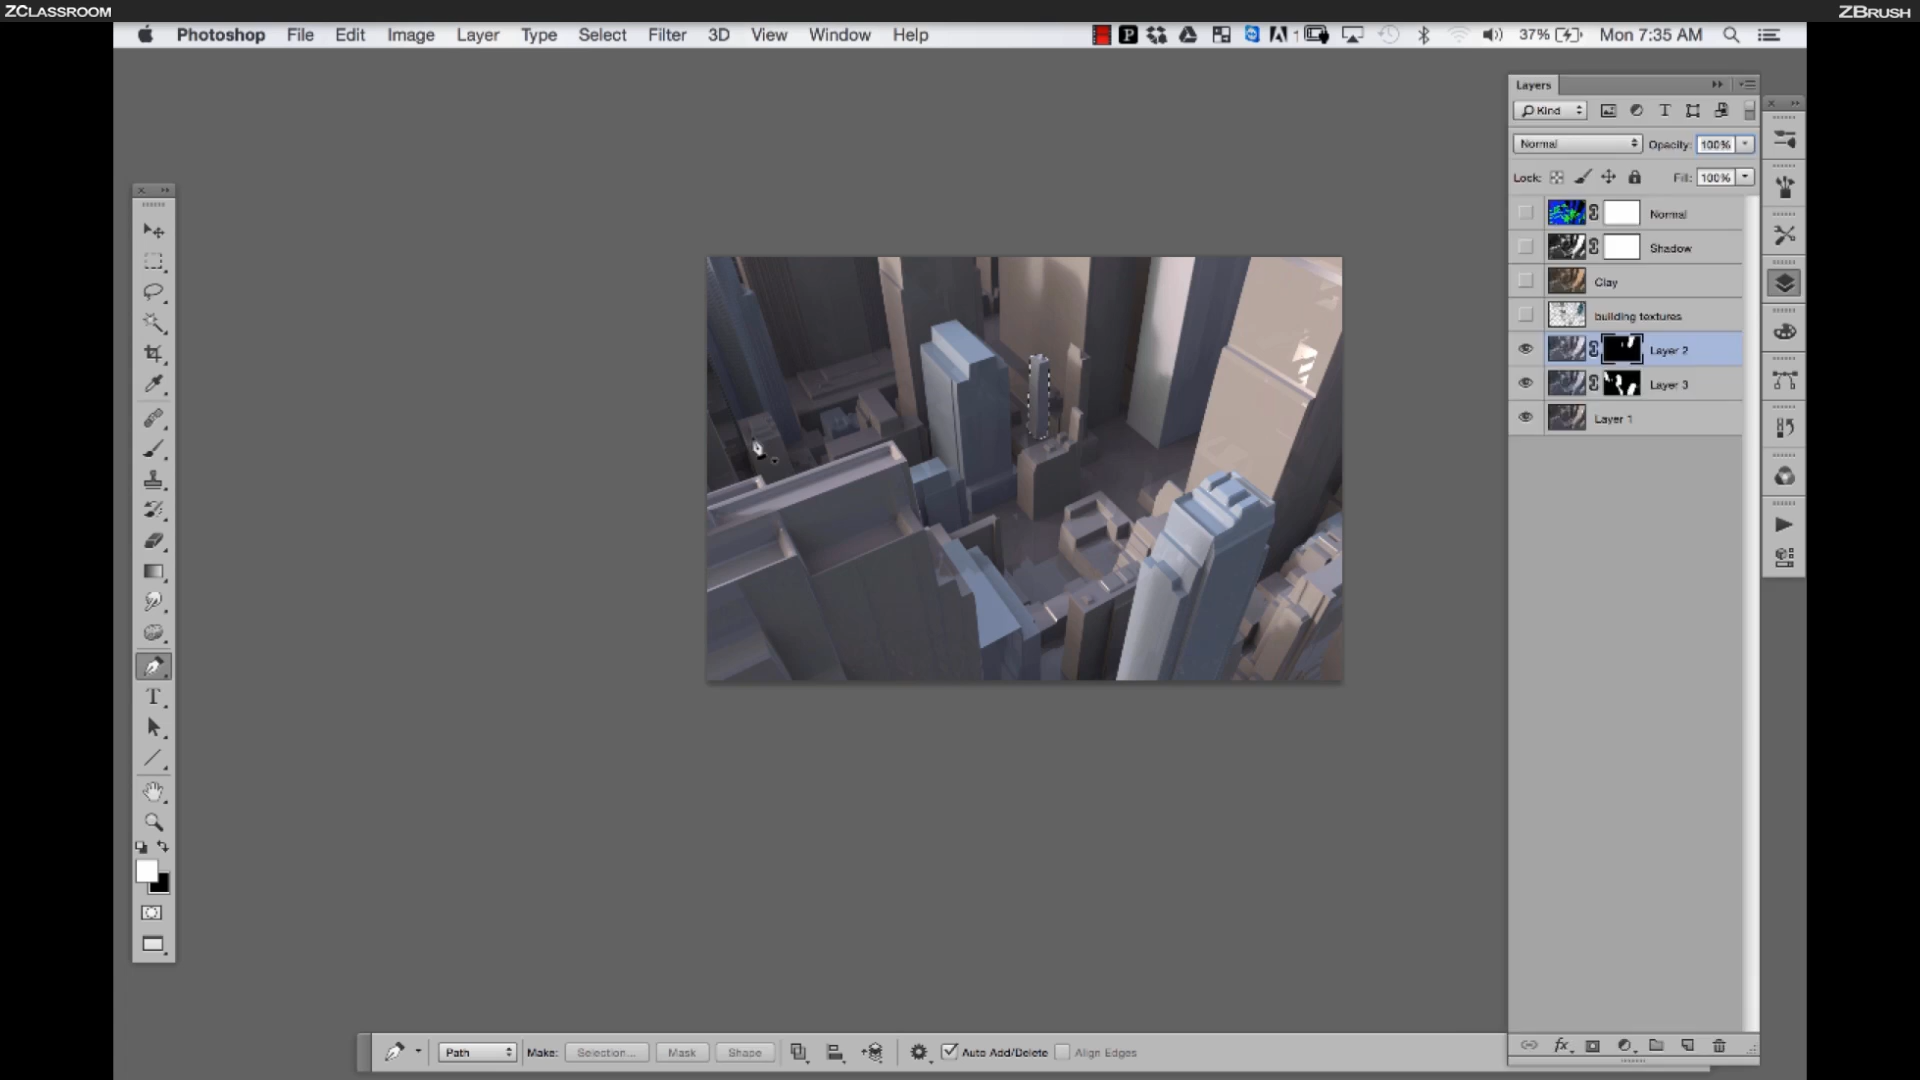 ZCLASSROOM
ZBRUSH
Photoshop File Edit Image Layer Type Select Filter 3D View Window Help
1 37% Mon 7:35 AM
Layers
Kind
Normal Opacity: 100%
Lock: Fill: 100%
Normal
Shadow
Clay
building textures
Layer 2
Layer 3
Layer 1
Path Make: Selection... Mask Shape Auto Add/Delete Align Edges